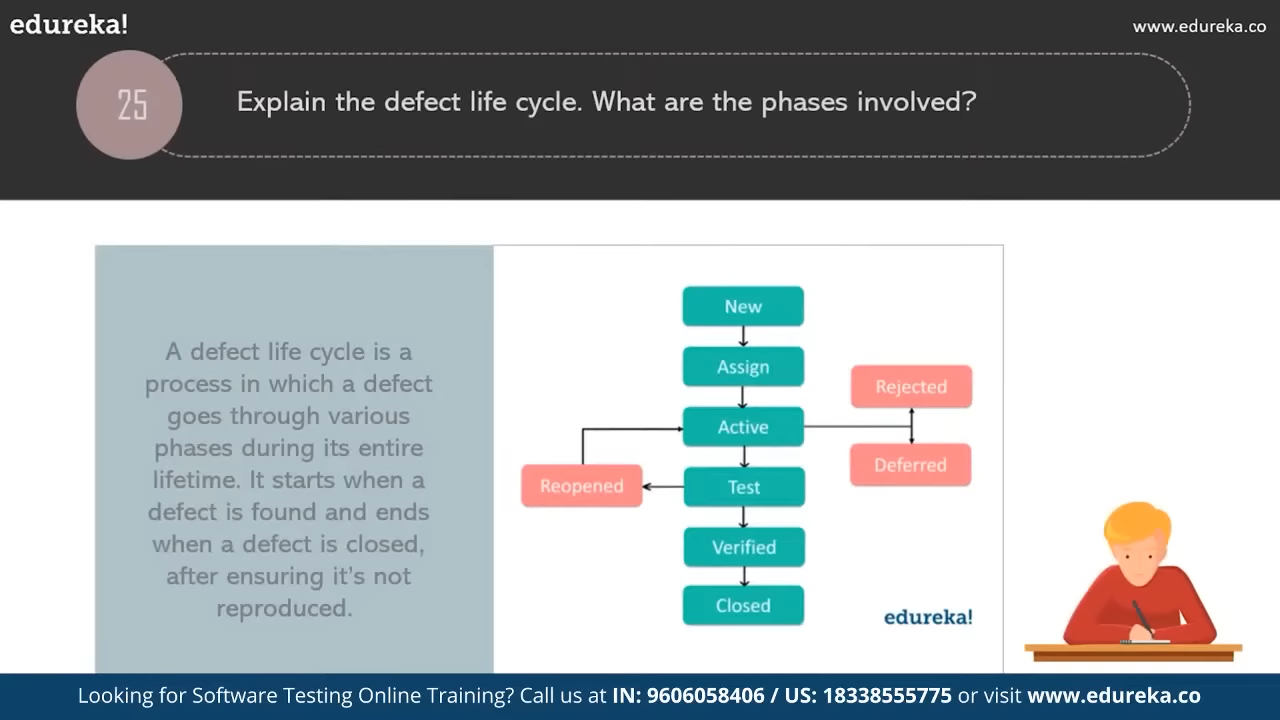 edureka!
www.edureka.co
25
Explain the defect life cycle. What are the phases involved?
A defect life cycle is a
process in which a defect
goes through various
phases during its entire
lifetime. It starts when a
defect is found and ends
when a defect is closed,
after ensuring it's not
reproduced.
New
Assign
Active
Rejected
Deferred
Reopened
Test
Verified
Closed
edureka!
Looking for Software Testing Online Training? Call us at IN: 9606058406 / US: 18338555775 or visit www.edureka.co